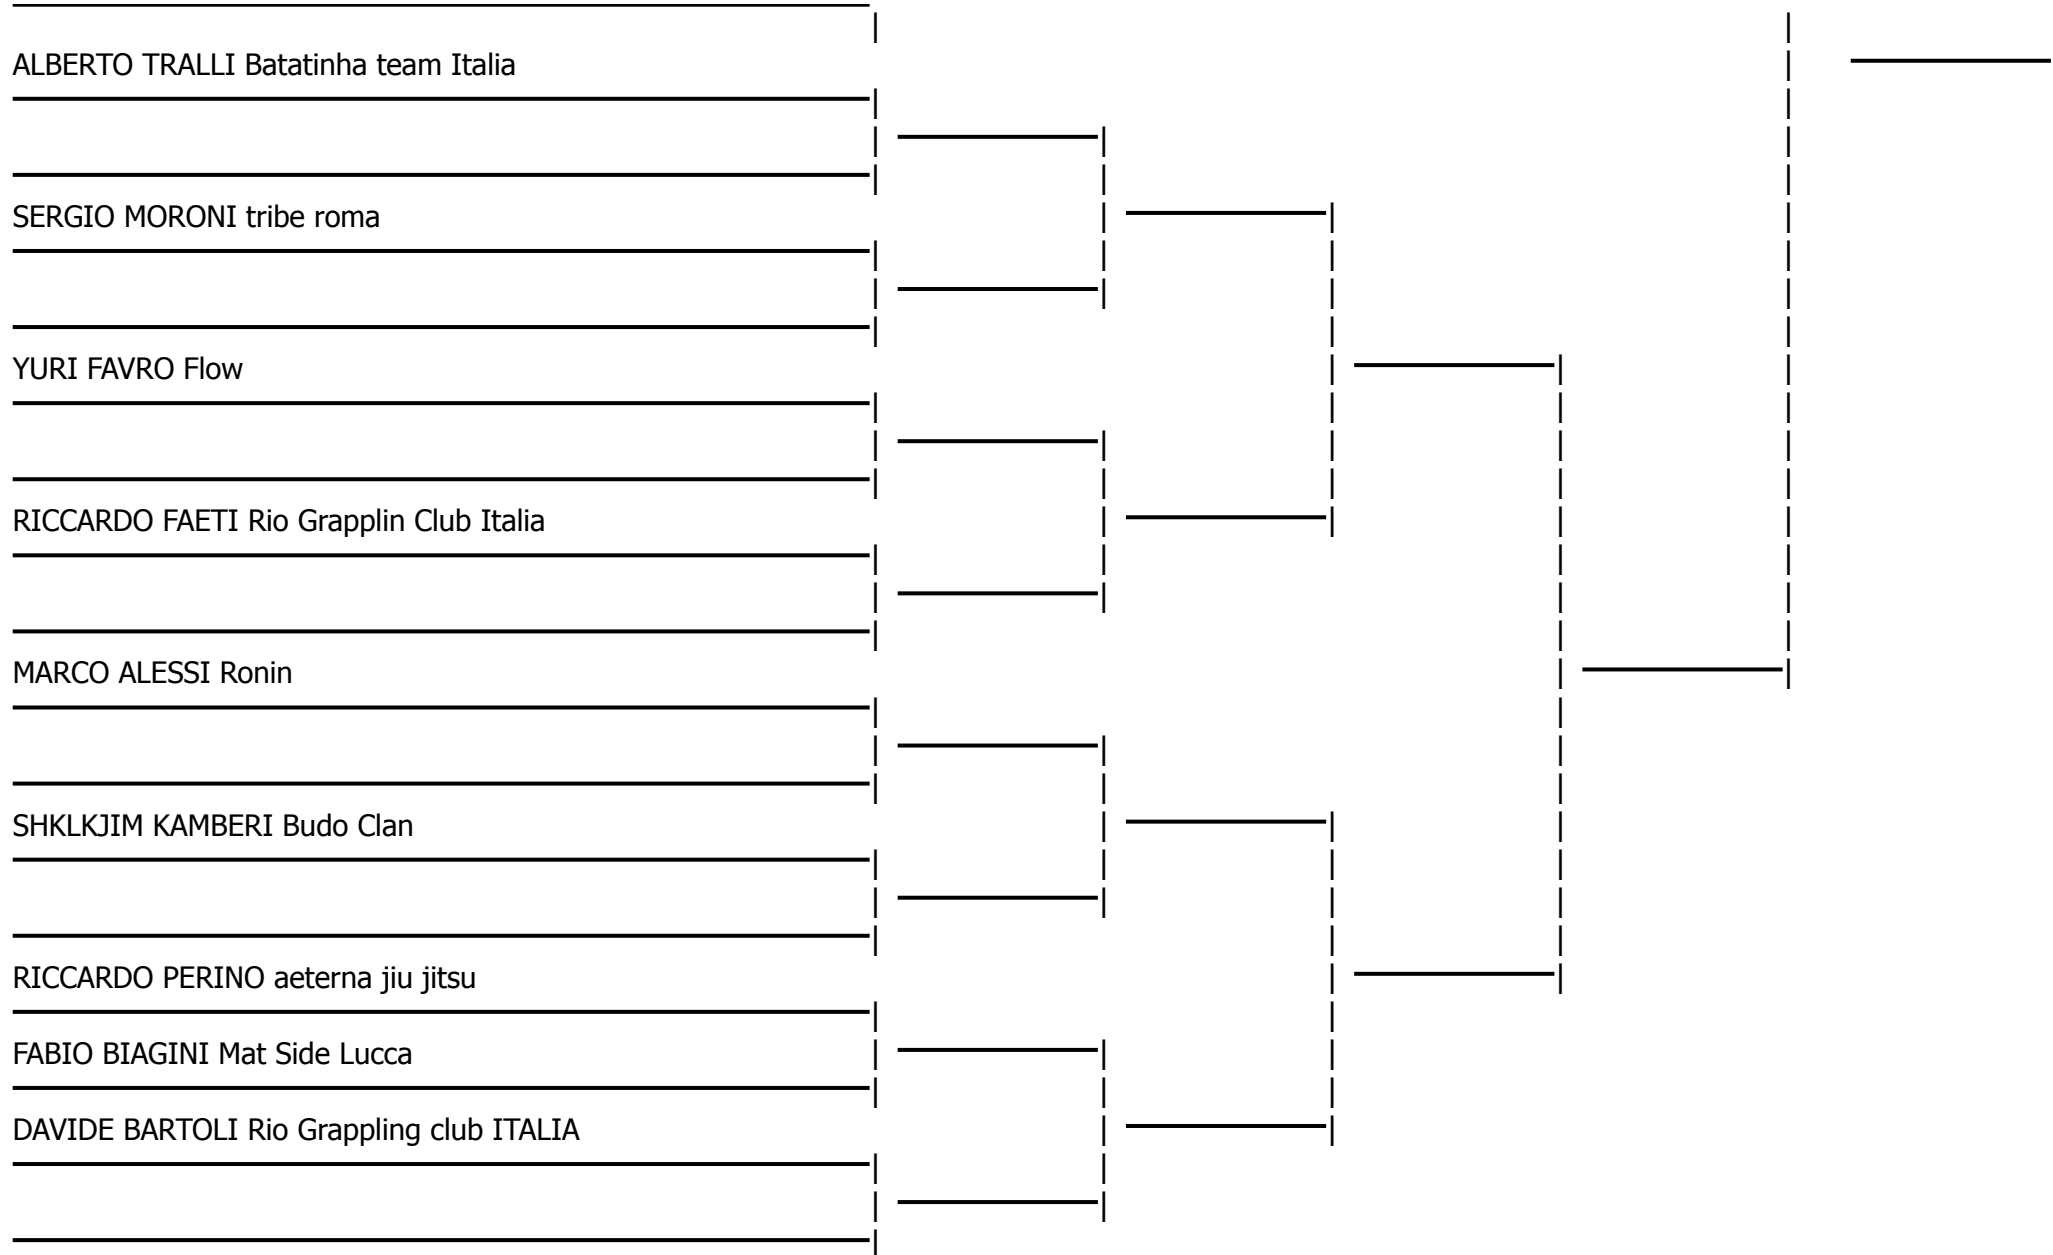 ALBERTO TRALLI Batatinha team Italia
SERGIO MORONI tribe roma
YURI FAVRO Flow
RICCARDO FAETI Rio Grapplin Club Italia
MARCO ALESSI Ronin
SHKLKJIM KAMBERI Budo Clan
RICCARDO PERINO aeterna jiu jitsu
FABIO BIAGINI Mat Side Lucca
DAVIDE BARTOLI Rio Grappling club ITALIA